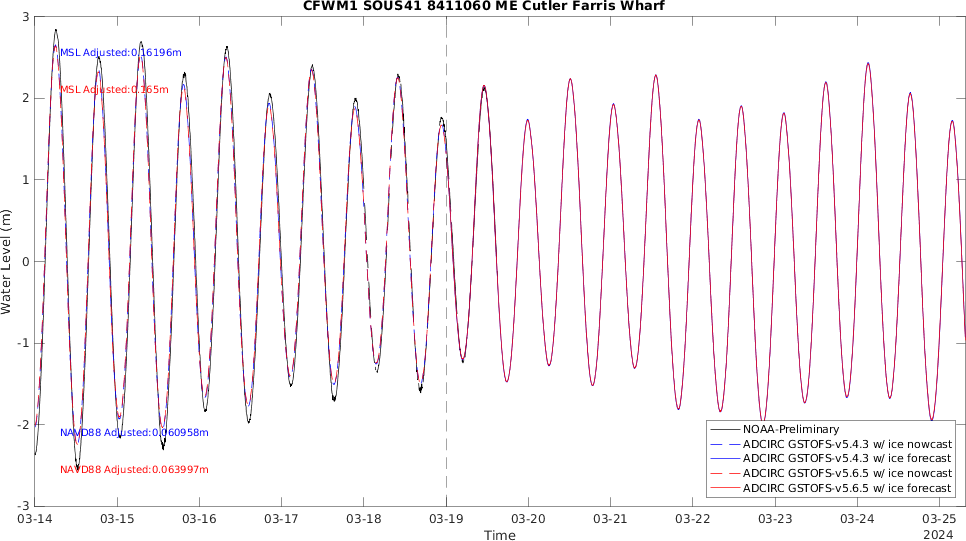 CFWM1 SOUS41 8411060 ME Cutler Farris Wharf
3
2
1
0
-1
-2
-3
Water Level (m)
MSL Adjusted:0.16196m
MSL Adjusted:0.165m
NAVD88 Adjusted:0.060958m
NAVD88 Adjusted:0.063997m
NOAA-Preliminary
ADCIRC GSTOFS-v5.4.3 w/ ice nowcast
ADCIRC GSTOFS-v5.4.3 w/ ice forecast
ADCIRC GSTOFS-v5.6.5 w/ ice nowcast
ADCIRC GSTOFS-v5.6.5 w/ ice forecast
03-14 03-15 03-16 03-17 03-18 03-19 03-20 03-21 03-22 03-23 03-24 03-25
Time
2024